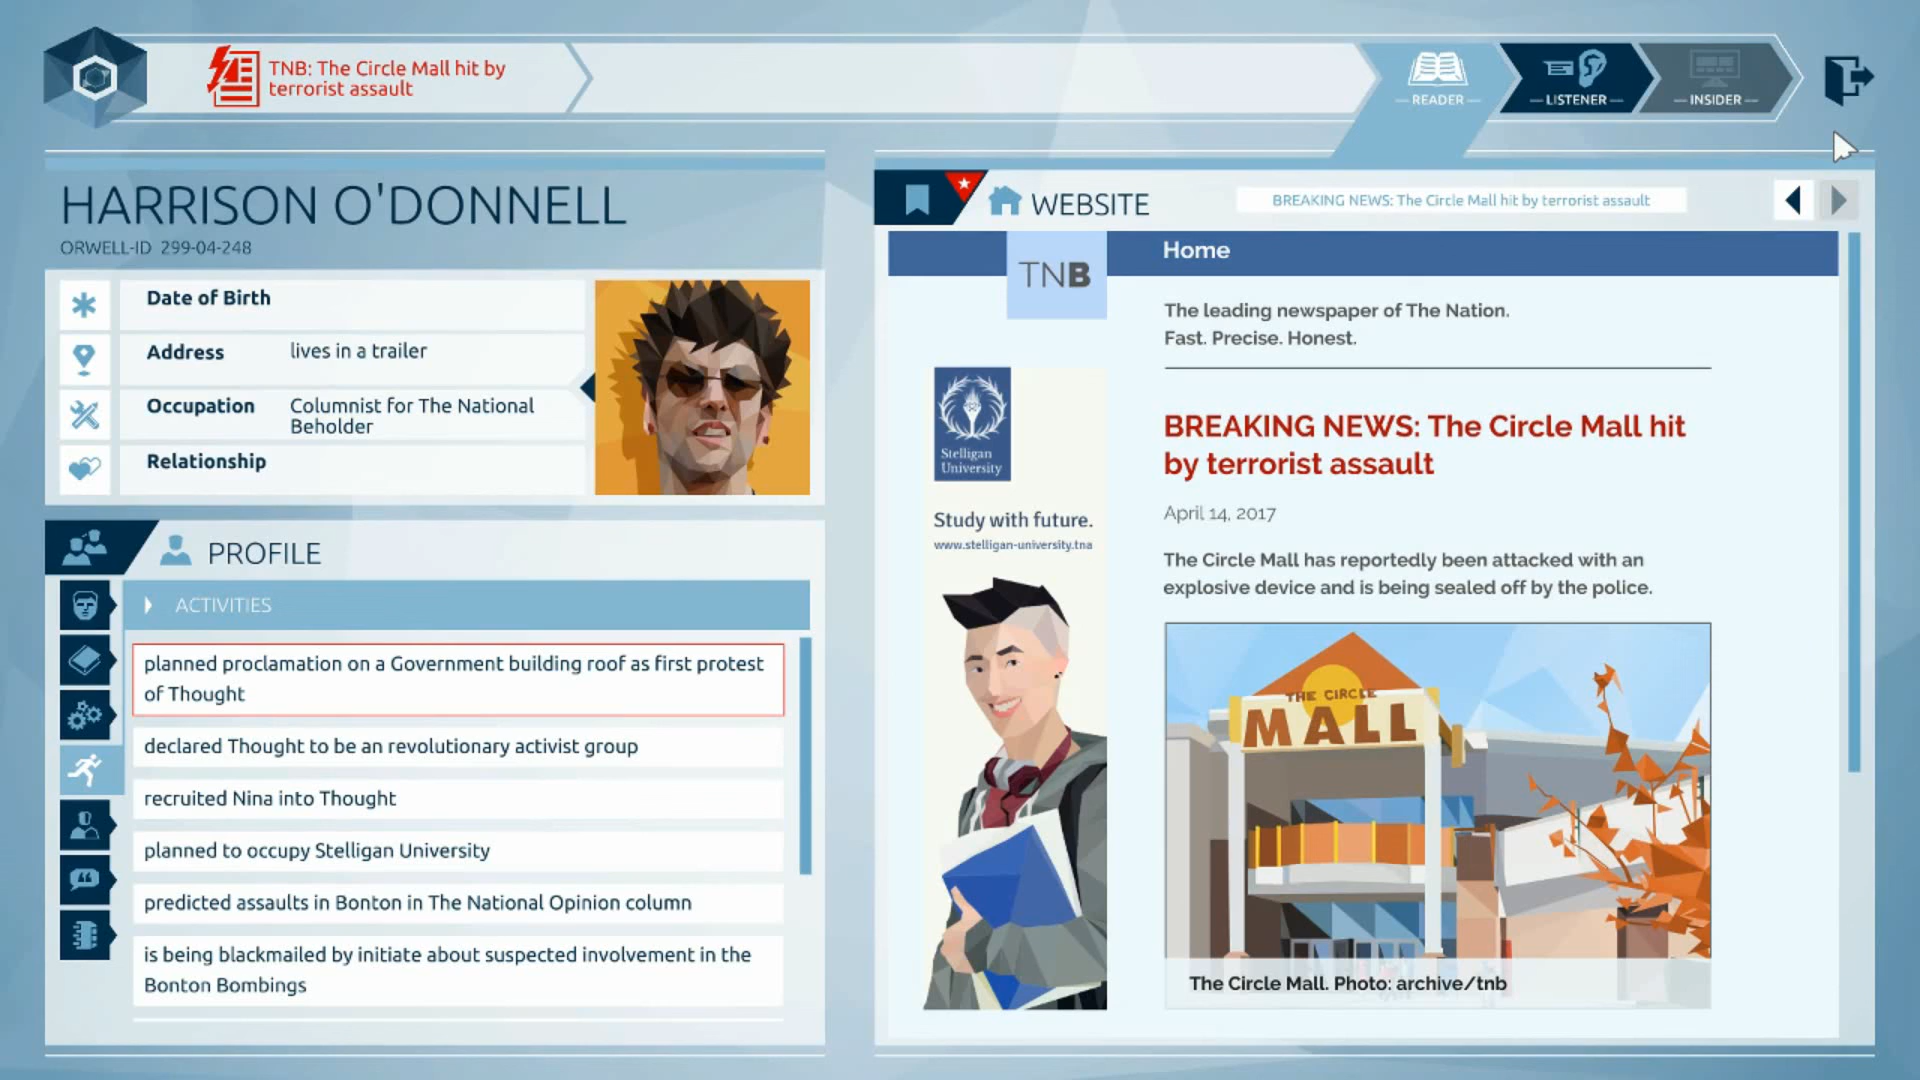 TNB: The Circle Mall hit by
terrorist assault
READER
LISTENER
INSIDER
HARRISON O'DONNELL
ORWELL-ID 299-04-248
Date of Birth
Address lives in a trailer
Occupation Columnist for The National
Beholder
Relationship
PROFILE
ACTIVITIES
planned proclamation on a Government building roof as first protest
of Thought
declared Thought to be an revolutionary activist group
recruited Nina into Thought
planned to occupy Stelligan University
predicted assaults in Bonton in The National Opinion column
is being blackmailed by initiate about suspected involvement in the
Bonton Bombings
WEBSITE
BREAKING NEWS: The Circle Mall hit by terrorist assault
TNB
Home
The leading newspaper of The Nation.
Fast. Precise. Honest.
Stelligan
University
Study with future.
www.stelligan-university.tna
BREAKING NEWS: The Circle Mall hit
by terrorist assault
April 14, 2017
The Circle Mall has reportedly been attacked with an
explosive device and is being sealed off by the police.
THE CIRCLE
MALL
The Circle Mall. Photo: archive/tnb